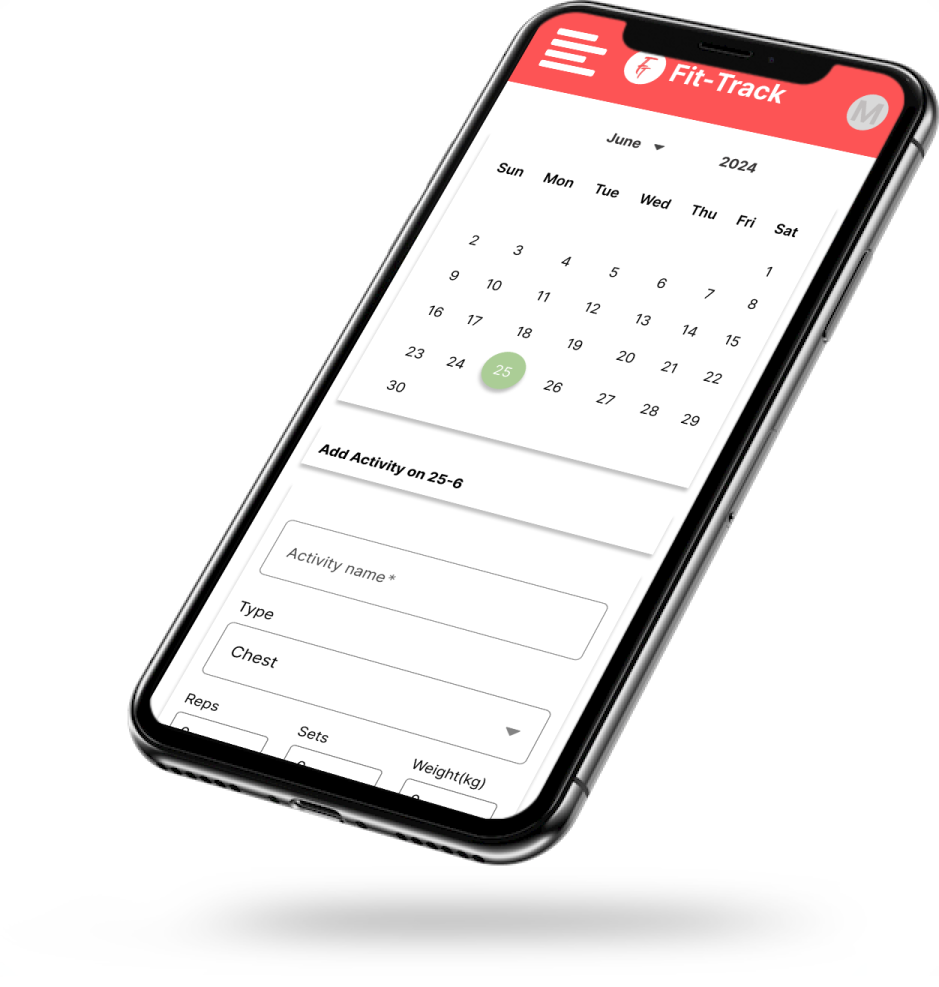 Fit-Track
M
June 2024
Sun Mon Tue Wed Thu Fri Sat
1
2 3 4 5 6 7 8
9 10 11 12 13 14 15
16 17 18 19 20 21 22
23 24 25 26 27 28 29
30
Add Activity on 25-6
Activity name *
Type
Chest
Reps Sets Weight(kg)